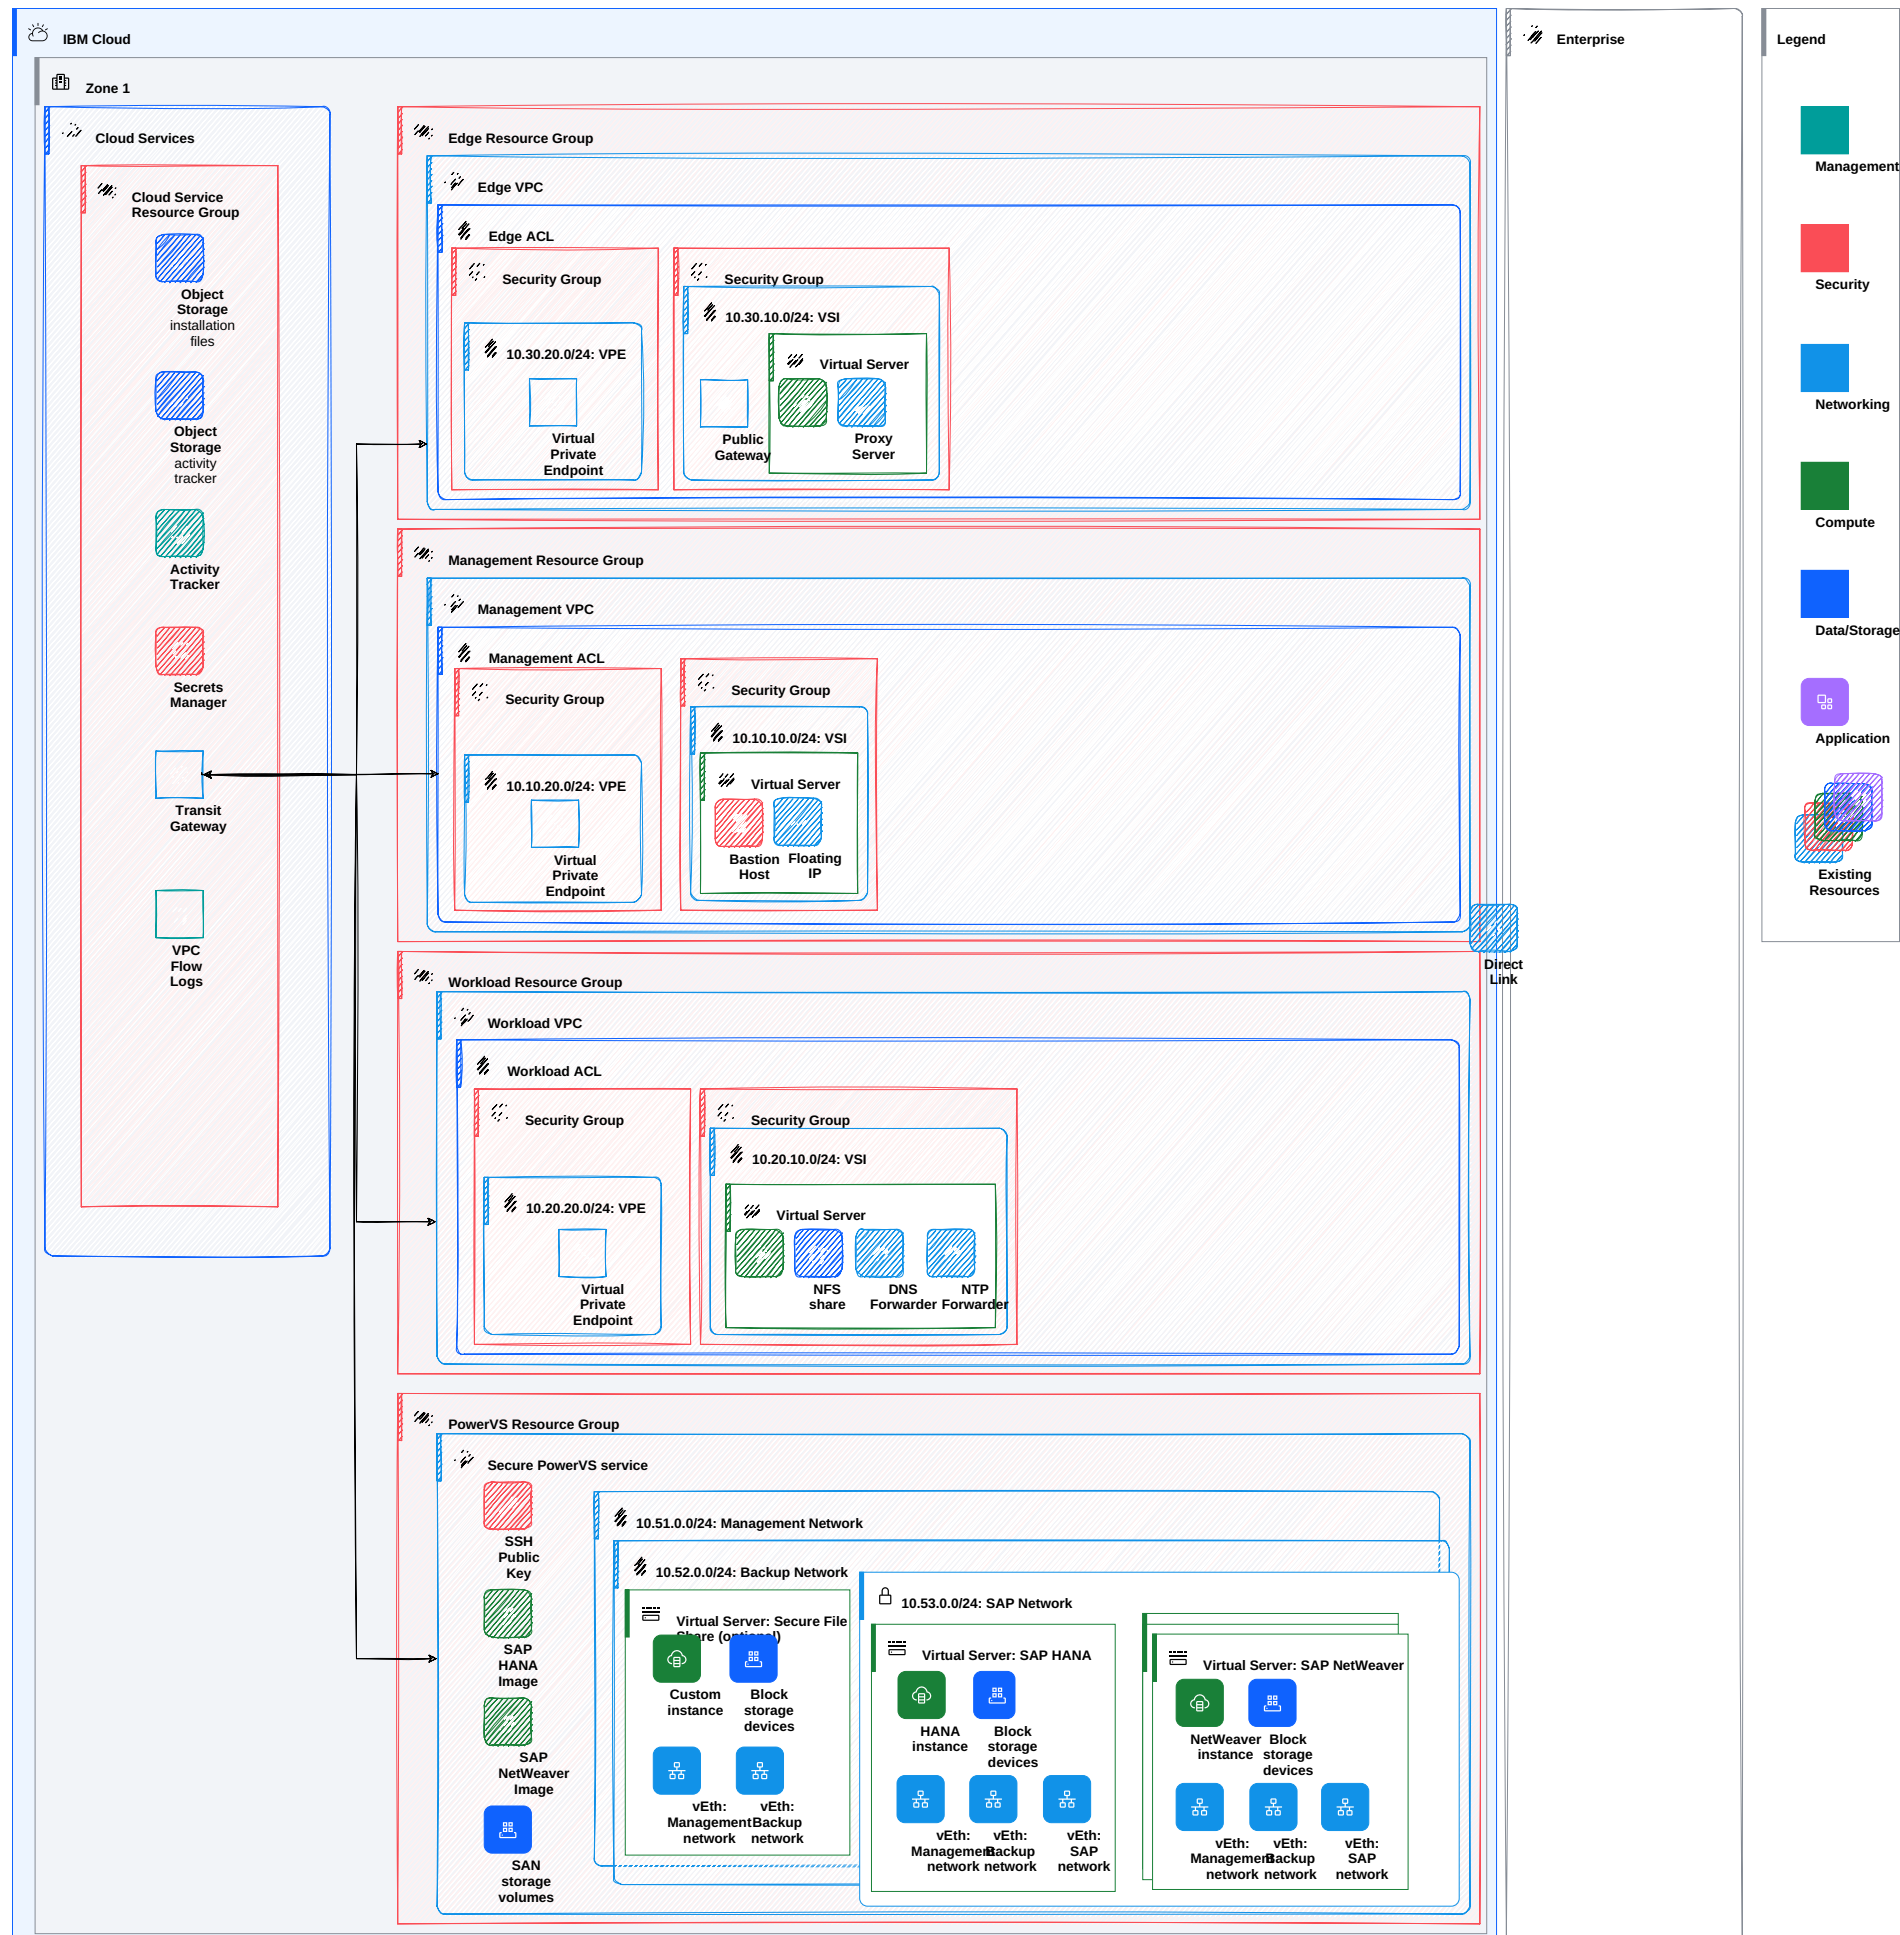 IBM Cloud
Zone 1
Cloud Services
Cloud Service
Resource Group
Object
Storage
installation
files
Object
Storage
activity
tracker
Activity
Tracker
Secrets
Manager
Transit
Gateway
VPC
Flow
Logs
Edge Resource Group
Edge VPC
Edge ACL
Security Group
10.30.20.0/24: VPE
Virtual
Private
Endpoint
Security Group
10.30.10.0/24: VSI
Public
Gateway
Virtual Server
Proxy
Server
Management Resource Group
Management VPC
Management ACL
Security Group
10.10.20.0/24: VPE
Virtual
Private
Endpoint
Security Group
10.10.10.0/24: VSI
Virtual Server
Bastion
Host
Floating
IP
Workload Resource Group
Workload VPC
Workload ACL
Security Group
10.20.20.0/24: VPE
Virtual
Private
Endpoint
Security Group
10.20.10.0/24: VSI
Virtual Server
NFS
share
DNS
Forwarder
NTP
Forwarder
PowerVS Resource Group
Secure PowerVS service
SSH
Public
Key
SAP
HANA
Image
SAP
NetWeaver
Image
SAN
storage
volumes
10.51.0.0/24: Management Network
10.52.0.0/24: Backup Network
Virtual Server: Secure File
Share (optional)
Custom
instance
Block
storage
devices
vEth:
Management
network
vEth:
Backup
network
10.53.0.0/24: SAP Network
Virtual Server: SAP HANA
HANA
instance
Block
storage
devices
vEth:
Management
network
vEth:
Backup
network
vEth:
SAP
network
Virtual Server: SAP NetWeaver
NetWeaver
instance
Block
storage
devices
vEth:
Management
network
vEth:
Backup
network
vEth:
SAP
network
Direct
Link
Enterprise
Legend
Management
Security
Networking
Compute
Data/Storage
Application
Existing
Resources